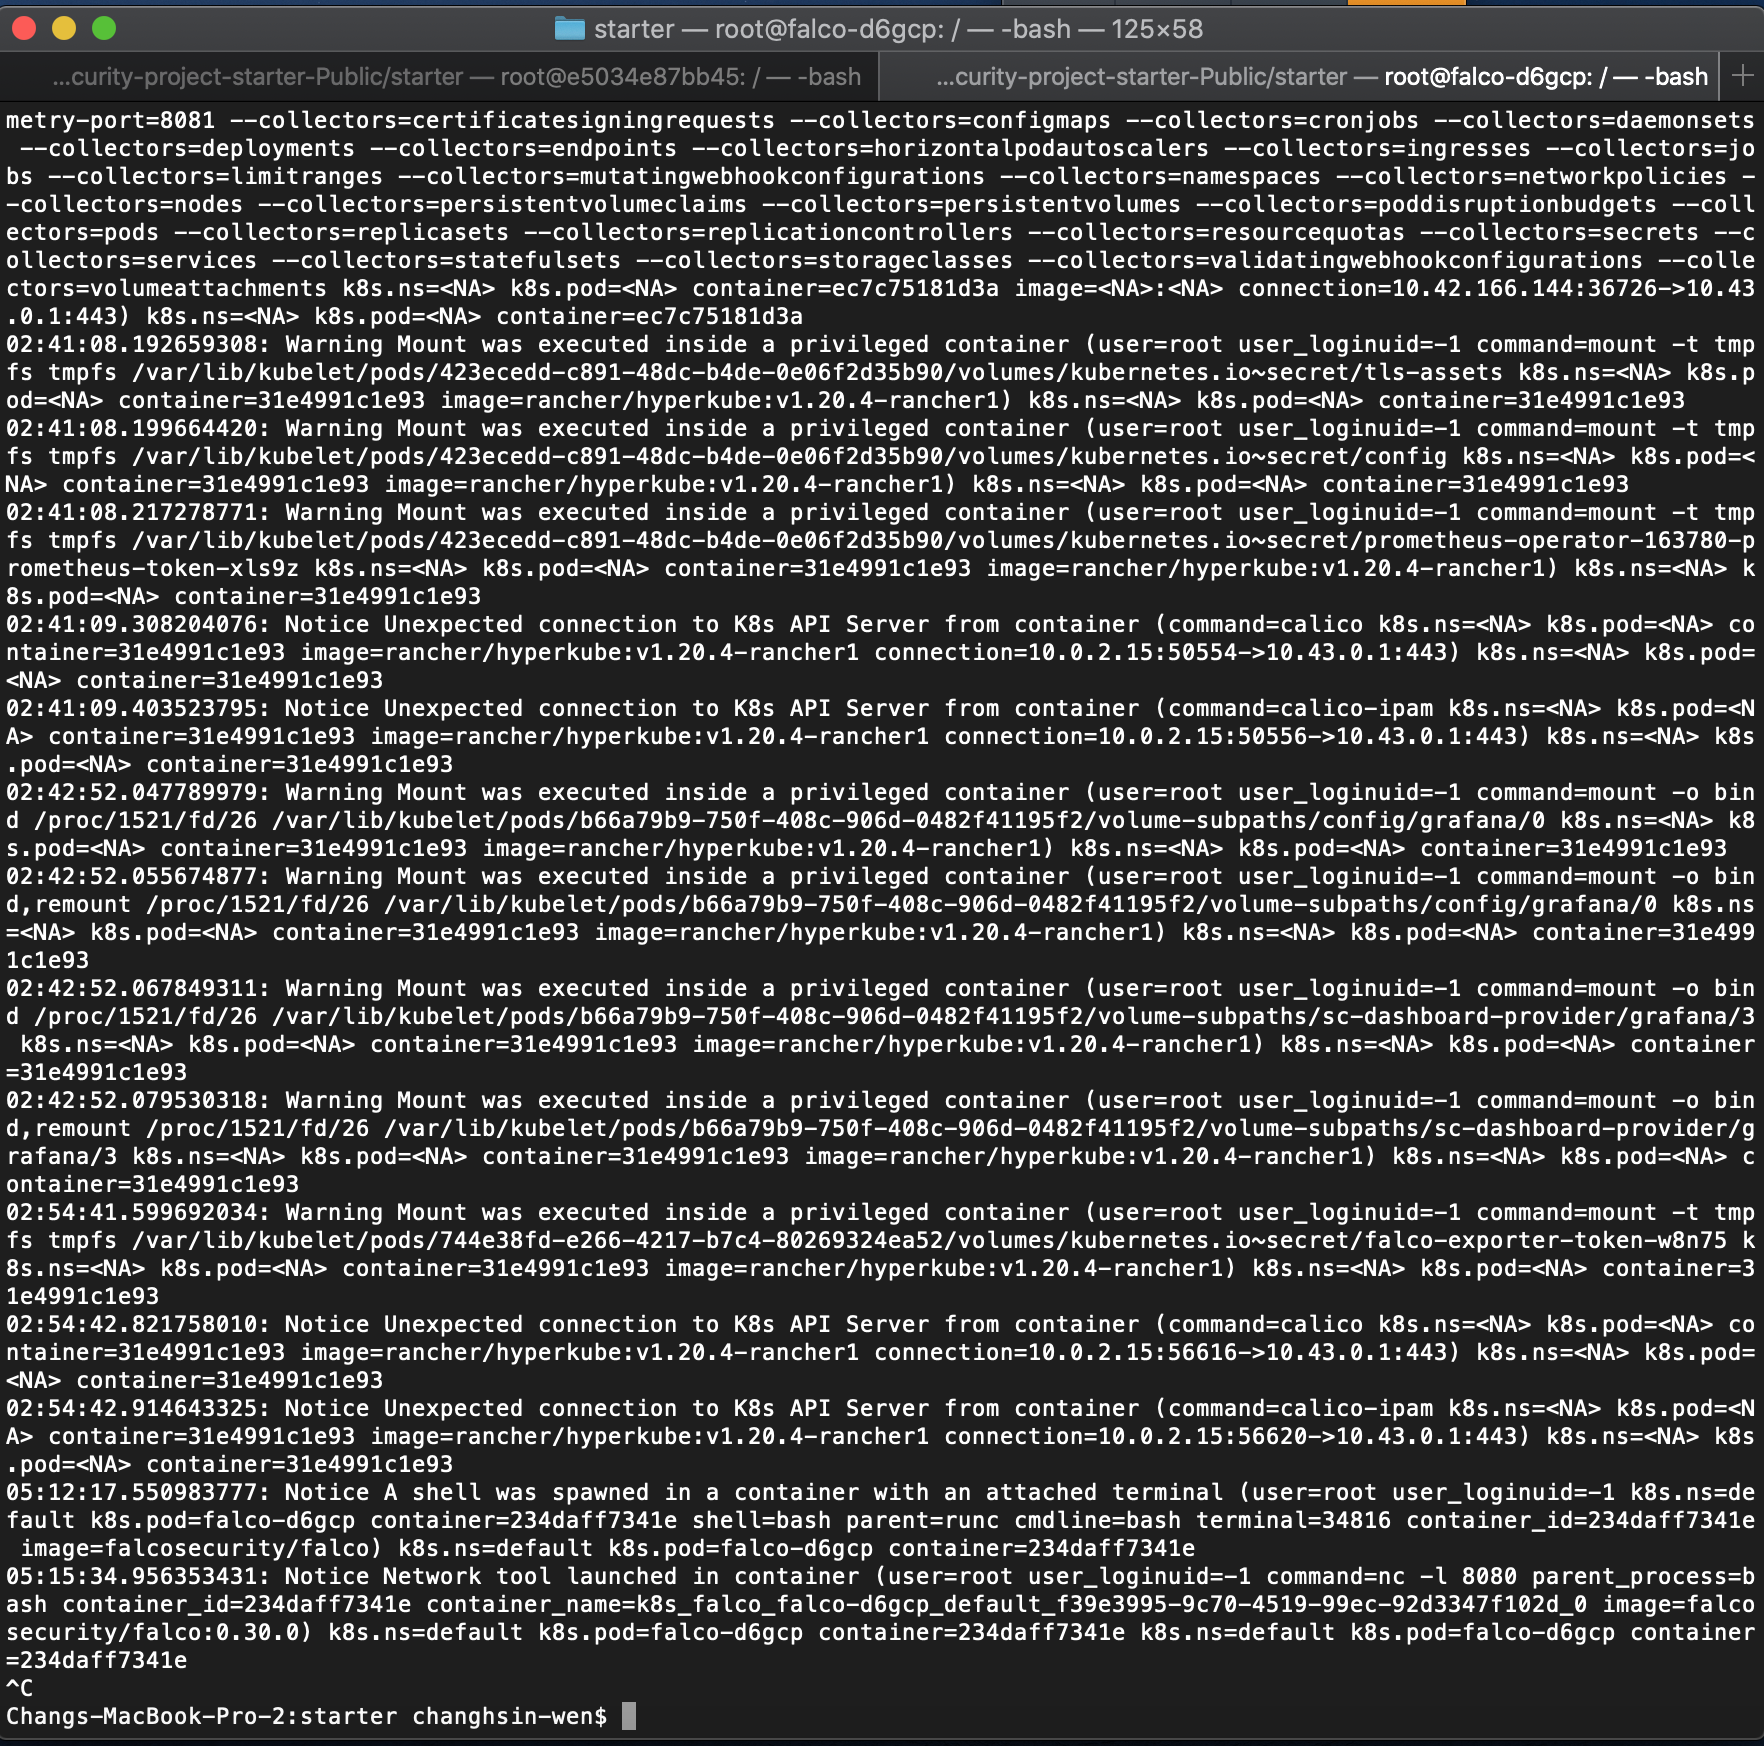 starter — root@falco-d6gcp: / — -bash — 125×58
...curity-project-starter-Public/starter — root@e5034e87bb45: / — -bash
...curity-project-starter-Public/starter — root@falco-d6gcp: / — -bash
+
metry-port=8081 --collectors=certificatesigningrequests --collectors=configmaps --collectors=cronjobs --collectors=daemonsets
 --collectors=deployments --collectors=endpoints --collectors=horizontalpodautoscalers --collectors=ingresses --collectors=jo
bs --collectors=limitranges --collectors=mutatingwebhookconfigurations --collectors=namespaces --collectors=networkpolicies -
-collectors=nodes --collectors=persistentvolumeclaims --collectors=persistentvolumes --collectors=poddisruptionbudgets --coll
ectors=pods --collectors=replicasets --collectors=replicationcontrollers --collectors=resourcequotas --collectors=secrets --c
ollectors=services --collectors=statefulsets --collectors=storageclasses --collectors=validatingwebhookconfigurations --colle
ctors=volumeattachments k8s.ns=<NA> k8s.pod=<NA> container=ec7c75181d3a image=<NA>:<NA> connection=10.42.166.144:36726->10.43
.0.1:443) k8s.ns=<NA> k8s.pod=<NA> container=ec7c75181d3a
02:41:08.192659308: Warning Mount was executed inside a privileged container (user=root user_loginuid=-1 command=mount -t tmp
fs tmpfs /var/lib/kubelet/pods/423ecedd-c891-48dc-b4de-0e06f2d35b90/volumes/kubernetes.io~secret/tls-assets k8s.ns=<NA> k8s.p
od=<NA> container=31e4991c1e93 image=rancher/hyperkube:v1.20.4-rancher1) k8s.ns=<NA> k8s.pod=<NA> container=31e4991c1e93
02:41:08.199664420: Warning Mount was executed inside a privileged container (user=root user_loginuid=-1 command=mount -t tmp
fs tmpfs /var/lib/kubelet/pods/423ecedd-c891-48dc-b4de-0e06f2d35b90/volumes/kubernetes.io~secret/config k8s.ns=<NA> k8s.pod=<
NA> container=31e4991c1e93 image=rancher/hyperkube:v1.20.4-rancher1) k8s.ns=<NA> k8s.pod=<NA> container=31e4991c1e93
02:41:08.217278771: Warning Mount was executed inside a privileged container (user=root user_loginuid=-1 command=mount -t tmp
fs tmpfs /var/lib/kubelet/pods/423ecedd-c891-48dc-b4de-0e06f2d35b90/volumes/kubernetes.io~secret/prometheus-operator-163780-p
rometheus-token-xls9z k8s.ns=<NA> k8s.pod=<NA> container=31e4991c1e93 image=rancher/hyperkube:v1.20.4-rancher1) k8s.ns=<NA> k
8s.pod=<NA> container=31e4991c1e93
02:41:09.308204076: Notice Unexpected connection to K8s API Server from container (command=calico k8s.ns=<NA> k8s.pod=<NA> co
ntainer=31e4991c1e93 image=rancher/hyperkube:v1.20.4-rancher1 connection=10.0.2.15:50554->10.43.0.1:443) k8s.ns=<NA> k8s.pod=
<NA> container=31e4991c1e93
02:41:09.403523795: Notice Unexpected connection to K8s API Server from container (command=calico-ipam k8s.ns=<NA> k8s.pod=<N
A> container=31e4991c1e93 image=rancher/hyperkube:v1.20.4-rancher1 connection=10.0.2.15:50556->10.43.0.1:443) k8s.ns=<NA> k8s
.pod=<NA> container=31e4991c1e93
02:42:52.047789979: Warning Mount was executed inside a privileged container (user=root user_loginuid=-1 command=mount -o bin
d /proc/1521/fd/26 /var/lib/kubelet/pods/b66a79b9-750f-408c-906d-0482f41195f2/volume-subpaths/config/grafana/0 k8s.ns=<NA> k8
s.pod=<NA> container=31e4991c1e93 image=rancher/hyperkube:v1.20.4-rancher1) k8s.ns=<NA> k8s.pod=<NA> container=31e4991c1e93
02:42:52.055674877: Warning Mount was executed inside a privileged container (user=root user_loginuid=-1 command=mount -o bin
d,remount /proc/1521/fd/26 /var/lib/kubelet/pods/b66a79b9-750f-408c-906d-0482f41195f2/volume-subpaths/config/grafana/0 k8s.ns
=<NA> k8s.pod=<NA> container=31e4991c1e93 image=rancher/hyperkube:v1.20.4-rancher1) k8s.ns=<NA> k8s.pod=<NA> container=31e499
1c1e93
02:42:52.067849311: Warning Mount was executed inside a privileged container (user=root user_loginuid=-1 command=mount -o bin
d /proc/1521/fd/26 /var/lib/kubelet/pods/b66a79b9-750f-408c-906d-0482f41195f2/volume-subpaths/sc-dashboard-provider/grafana/3
 k8s.ns=<NA> k8s.pod=<NA> container=31e4991c1e93 image=rancher/hyperkube:v1.20.4-rancher1) k8s.ns=<NA> k8s.pod=<NA> container
=31e4991c1e93
02:42:52.079530318: Warning Mount was executed inside a privileged container (user=root user_loginuid=-1 command=mount -o bin
d,remount /proc/1521/fd/26 /var/lib/kubelet/pods/b66a79b9-750f-408c-906d-0482f41195f2/volume-subpaths/sc-dashboard-provider/g
rafana/3 k8s.ns=<NA> k8s.pod=<NA> container=31e4991c1e93 image=rancher/hyperkube:v1.20.4-rancher1) k8s.ns=<NA> k8s.pod=<NA> c
ontainer=31e4991c1e93
02:54:41.599692034: Warning Mount was executed inside a privileged container (user=root user_loginuid=-1 command=mount -t tmp
fs tmpfs /var/lib/kubelet/pods/744e38fd-e266-4217-b7c4-80269324ea52/volumes/kubernetes.io~secret/falco-exporter-token-w8n75 k
8s.ns=<NA> k8s.pod=<NA> container=31e4991c1e93 image=rancher/hyperkube:v1.20.4-rancher1) k8s.ns=<NA> k8s.pod=<NA> container=3
1e4991c1e93
02:54:42.821758010: Notice Unexpected connection to K8s API Server from container (command=calico k8s.ns=<NA> k8s.pod=<NA> co
ntainer=31e4991c1e93 image=rancher/hyperkube:v1.20.4-rancher1 connection=10.0.2.15:56616->10.43.0.1:443) k8s.ns=<NA> k8s.pod=
<NA> container=31e4991c1e93
02:54:42.914643325: Notice Unexpected connection to K8s API Server from container (command=calico-ipam k8s.ns=<NA> k8s.pod=<N
A> container=31e4991c1e93 image=rancher/hyperkube:v1.20.4-rancher1 connection=10.0.2.15:56620->10.43.0.1:443) k8s.ns=<NA> k8s
.pod=<NA> container=31e4991c1e93
05:12:17.550983777: Notice A shell was spawned in a container with an attached terminal (user=root user_loginuid=-1 k8s.ns=de
fault k8s.pod=falco-d6gcp container=234daff7341e shell=bash parent=runc cmdline=bash terminal=34816 container_id=234daff7341e
 image=falcosecurity/falco) k8s.ns=default k8s.pod=falco-d6gcp container=234daff7341e
05:15:34.956353431: Notice Network tool launched in container (user=root user_loginuid=-1 command=nc -l 8080 parent_process=b
ash container_id=234daff7341e container_name=k8s_falco_falco-d6gcp_default_f39e3995-9c70-4519-99ec-92d3347f102d_0 image=falco
security/falco:0.30.0) k8s.ns=default k8s.pod=falco-d6gcp container=234daff7341e k8s.ns=default k8s.pod=falco-d6gcp container
=234daff7341e
^C
Changs-MacBook-Pro-2:starter changhsin-wen$